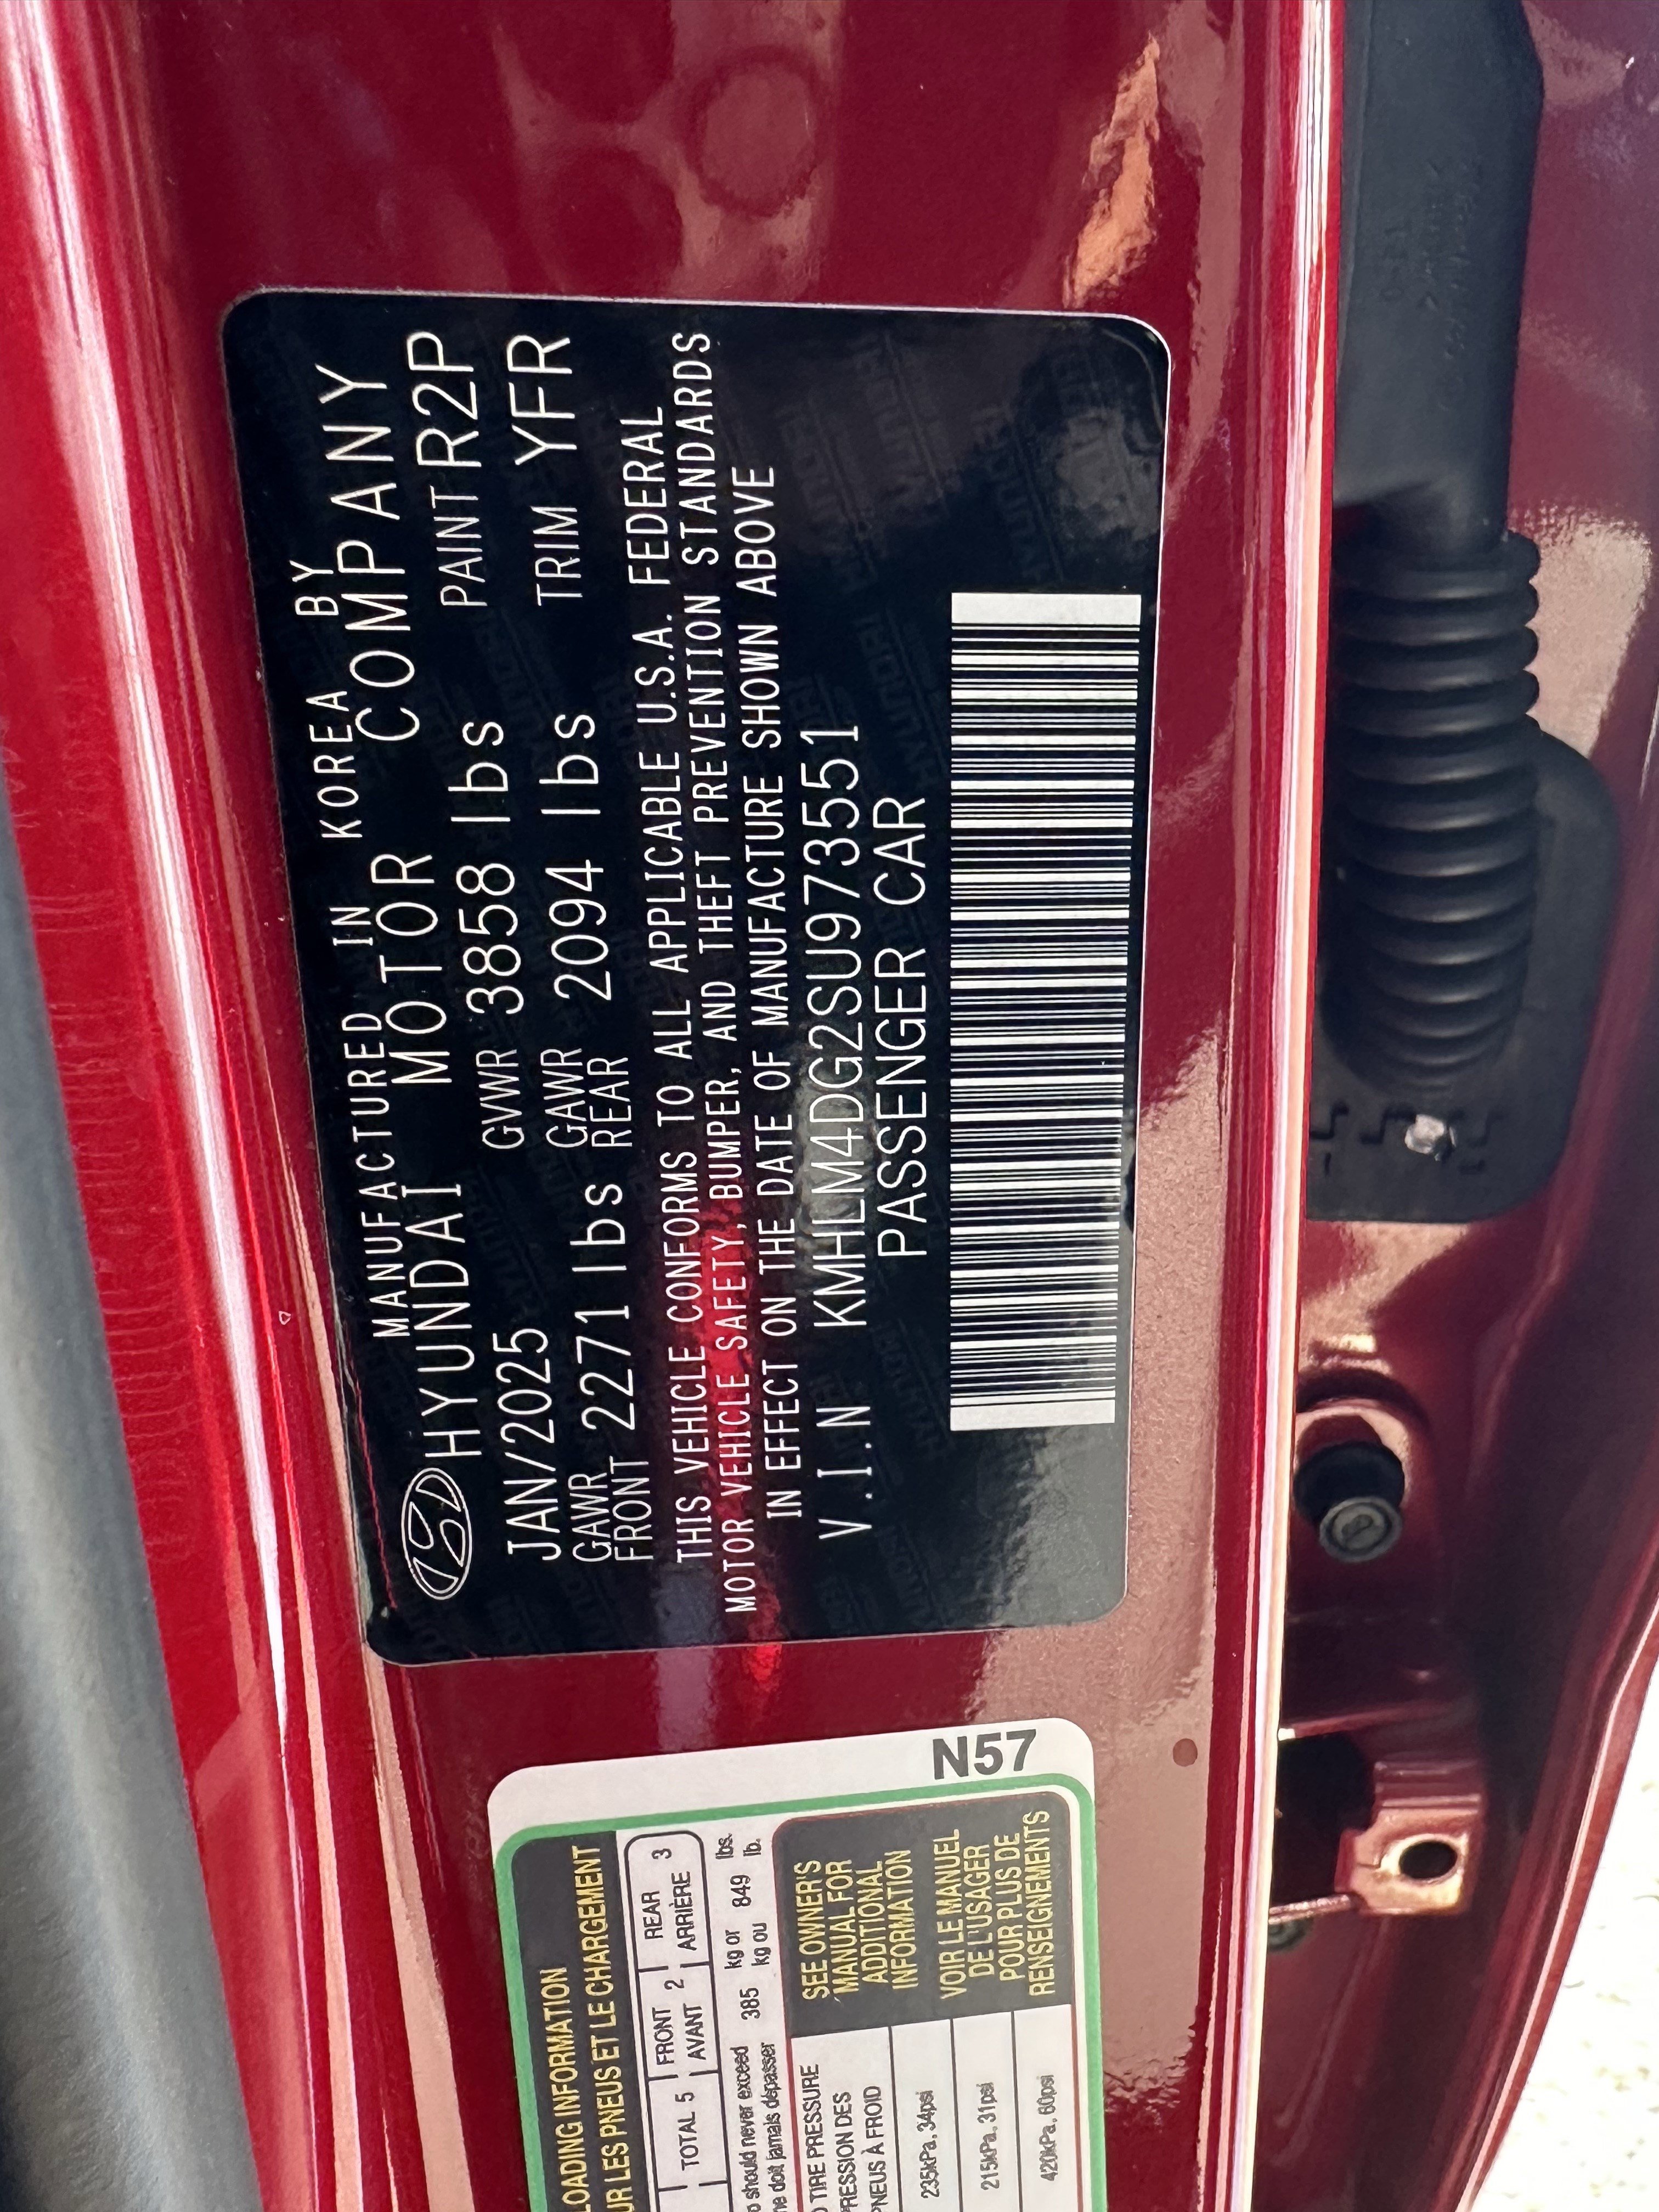 MANUFACTURED IN KOREA BY
HYUNDAI MOTOR COMPANY
JAN/2025 GVWR 3858 lbs PAINT R2P
GAWR FRONT 2271 lbs GAWR REAR 2094 lbs TRIM YFR
THIS VEHICLE CONFORMS TO ALL APPLICABLE U.S.A. FEDERAL
MOTOR VEHICLE SAFETY, BUMPER, AND THEFT PREVENTION STANDARDS
IN EFFECT ON THE DATE OF MANUFACTURE SHOWN ABOVE
V.I.N KMHLM4DG2SU973551
PASSENGER CAR
N57
LOADING INFORMATION
UR LES PNEUS ET LE CHARGEMENT
TOTAL 5 FRONT AVANT 2 REAR ARRIÈRE 3
should never exceed 385 kg or 849 lbs.
ne doit jamais dépasser kg ou lb.
TIRE PRESSURE
PRESSION DES
PNEUS À FROID
235kPa, 34psi
215kPa, 31psi
420kPa, 60psi
SEE OWNER'S
MANUAL FOR
ADDITIONAL
INFORMATION
VOIR LE MANUEL
DE L'USAGER
POUR PLUS DE
RENSEIGNEMENTS